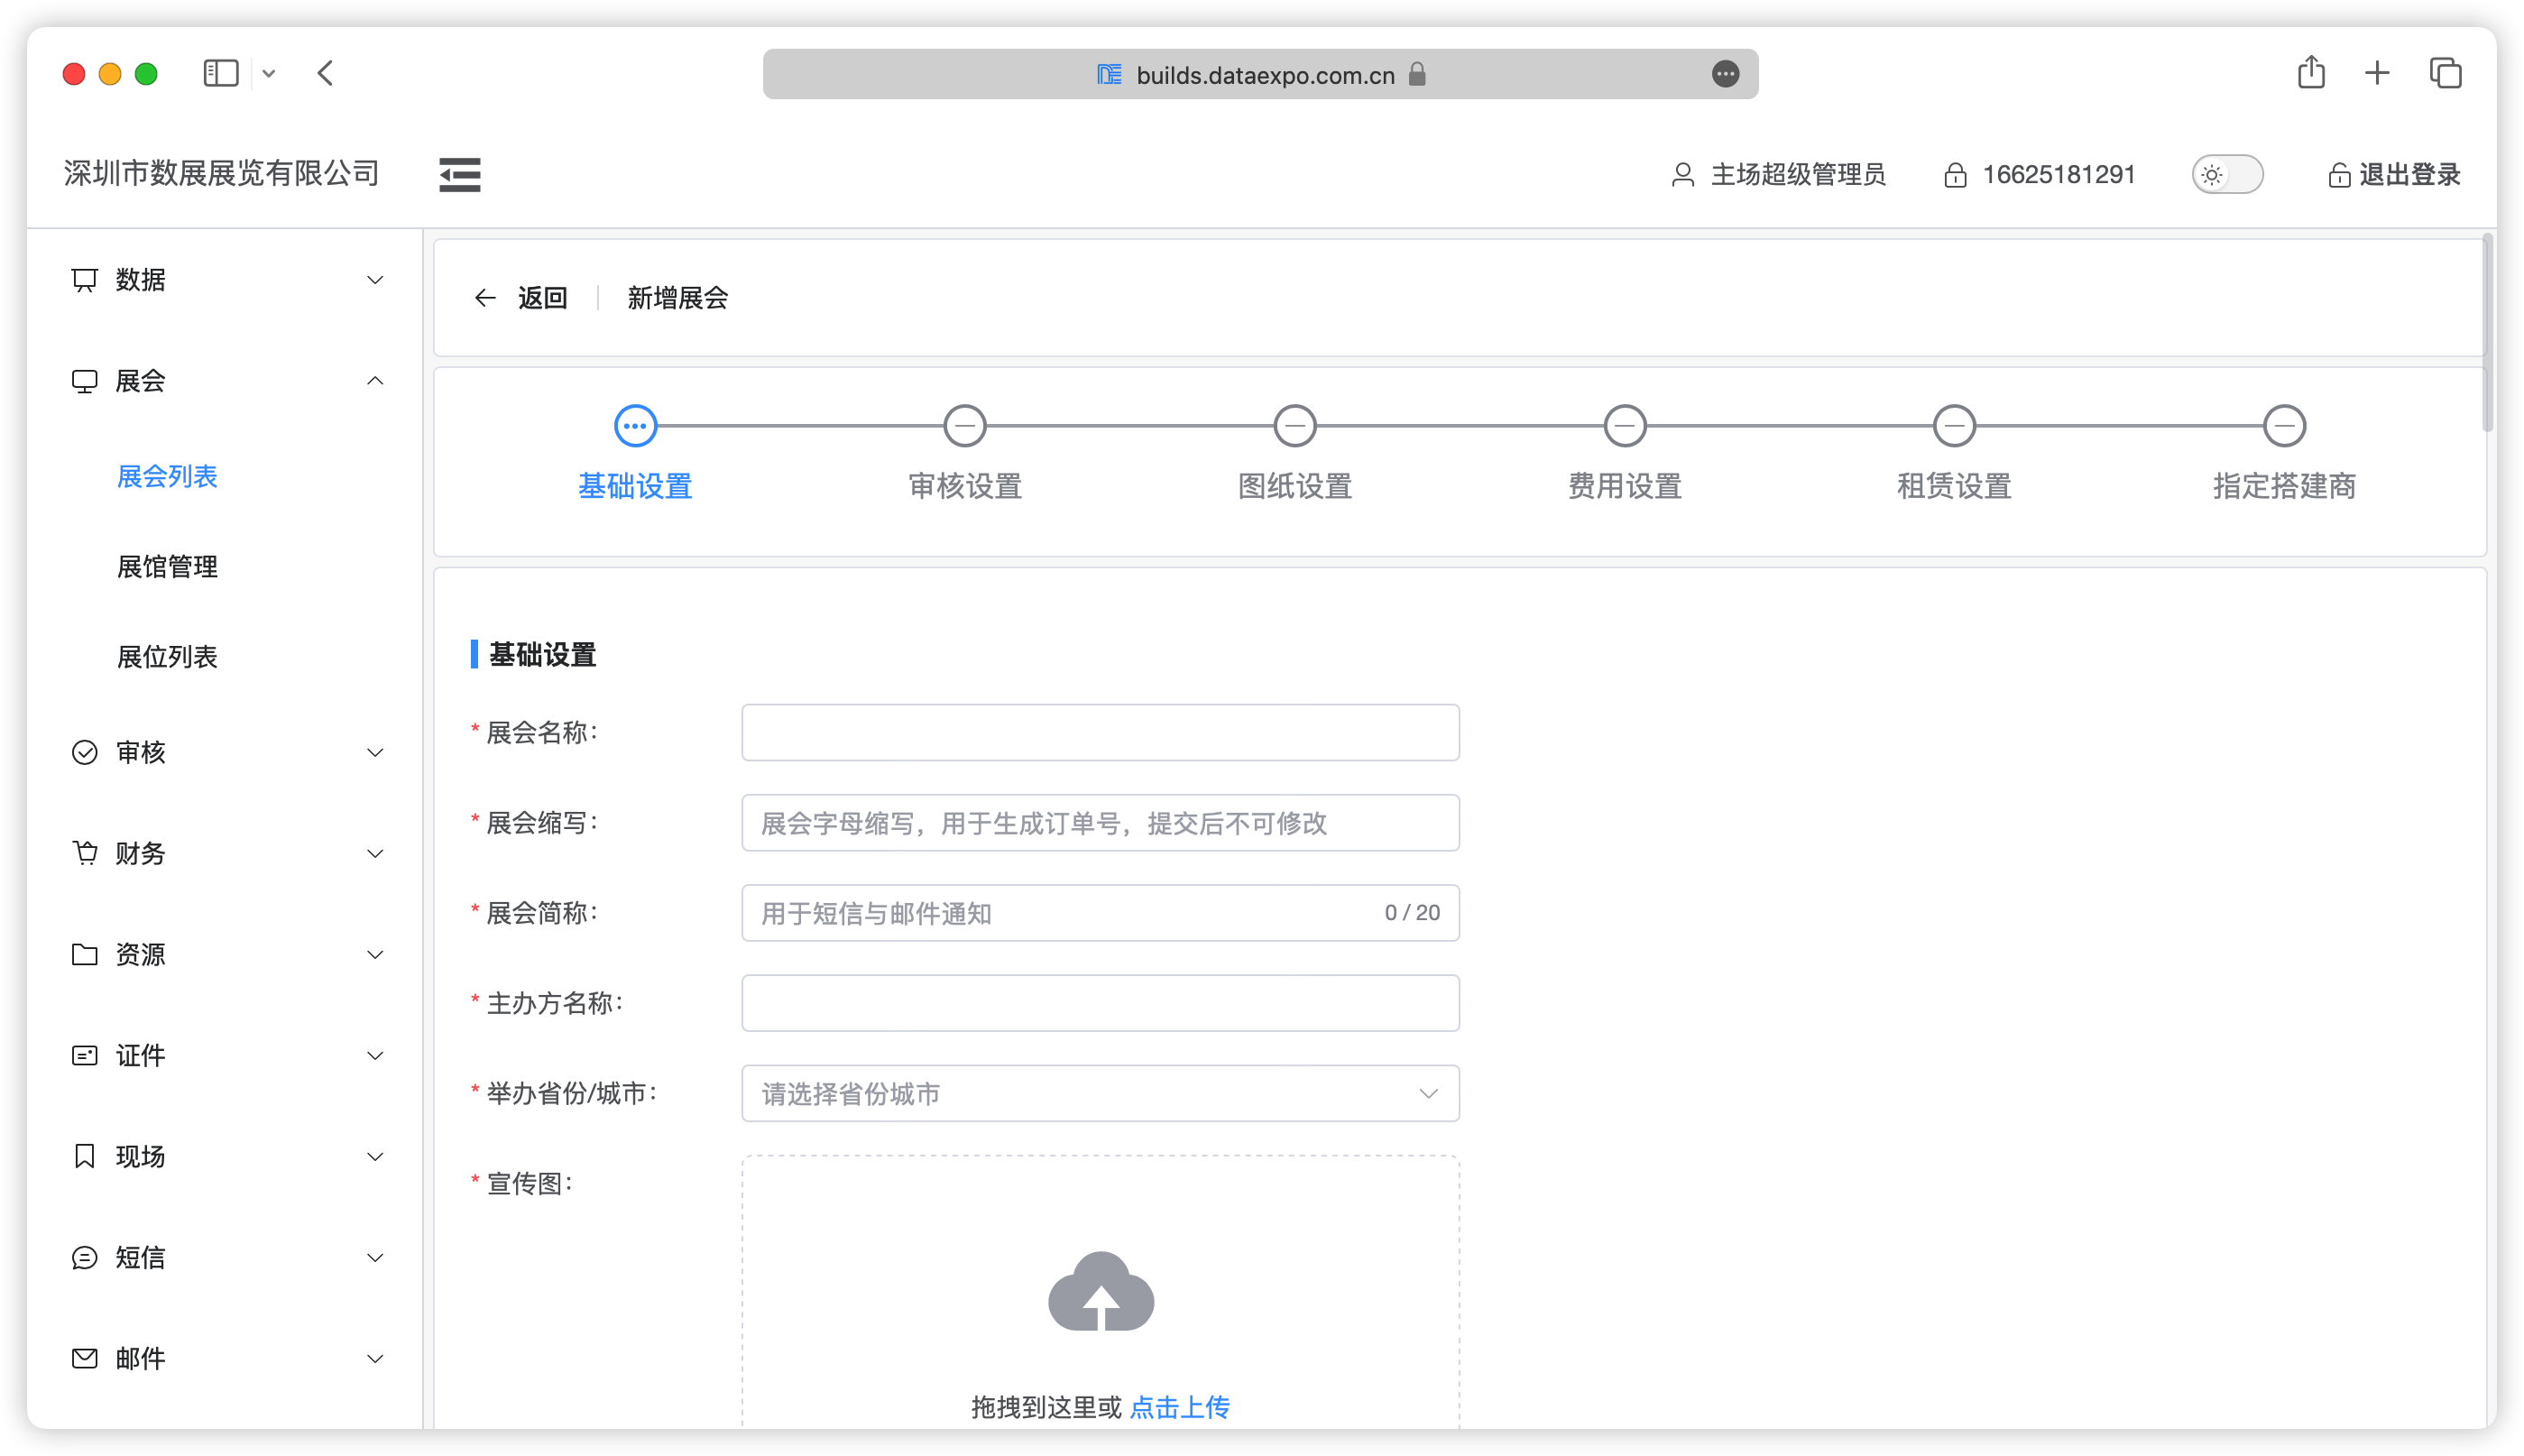 builds.dataexpo.com.cn
深圳市数展展览有限公司
主场超级管理员
16625181291
退出登录
数据
展会
展会列表
展馆管理
展位列表
审核
财务
资源
证件
现场
短信
邮件
返回
新增展会
基础设置
审核设置
图纸设置
费用设置
租赁设置
指定搭建商
基础设置
* 展会名称：
* 展会缩写：
展会字母缩写，用于生成订单号，提交后不可修改
* 展会简称：
用于短信与邮件通知
0 / 20
* 主办方名称：
* 举办省份/城市：
请选择省份城市
* 宣传图：
拖拽到这里或 点击上传